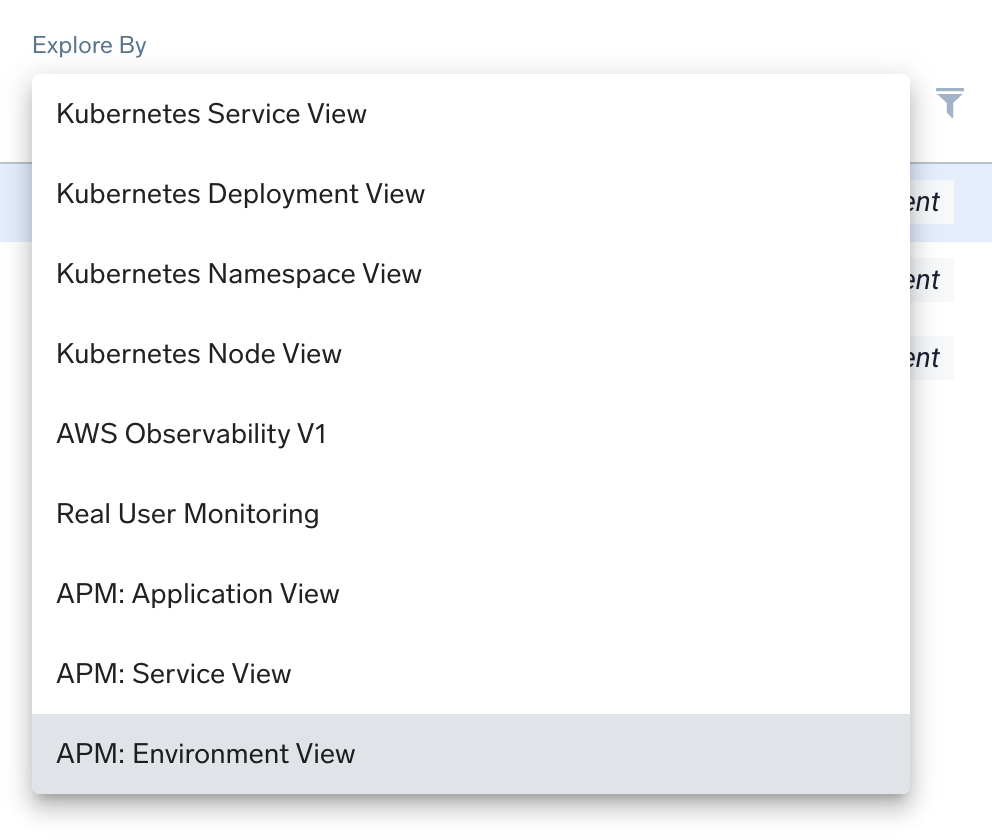 Explore By
Kubernetes Service View
Kubernetes Deployment View
ent
Kubernetes Namespace View
ent
Kubernetes Node View
ent
AWS Observability V1
Real User Monitoring
APM: Application View
APM: Service View
APM: Environment View